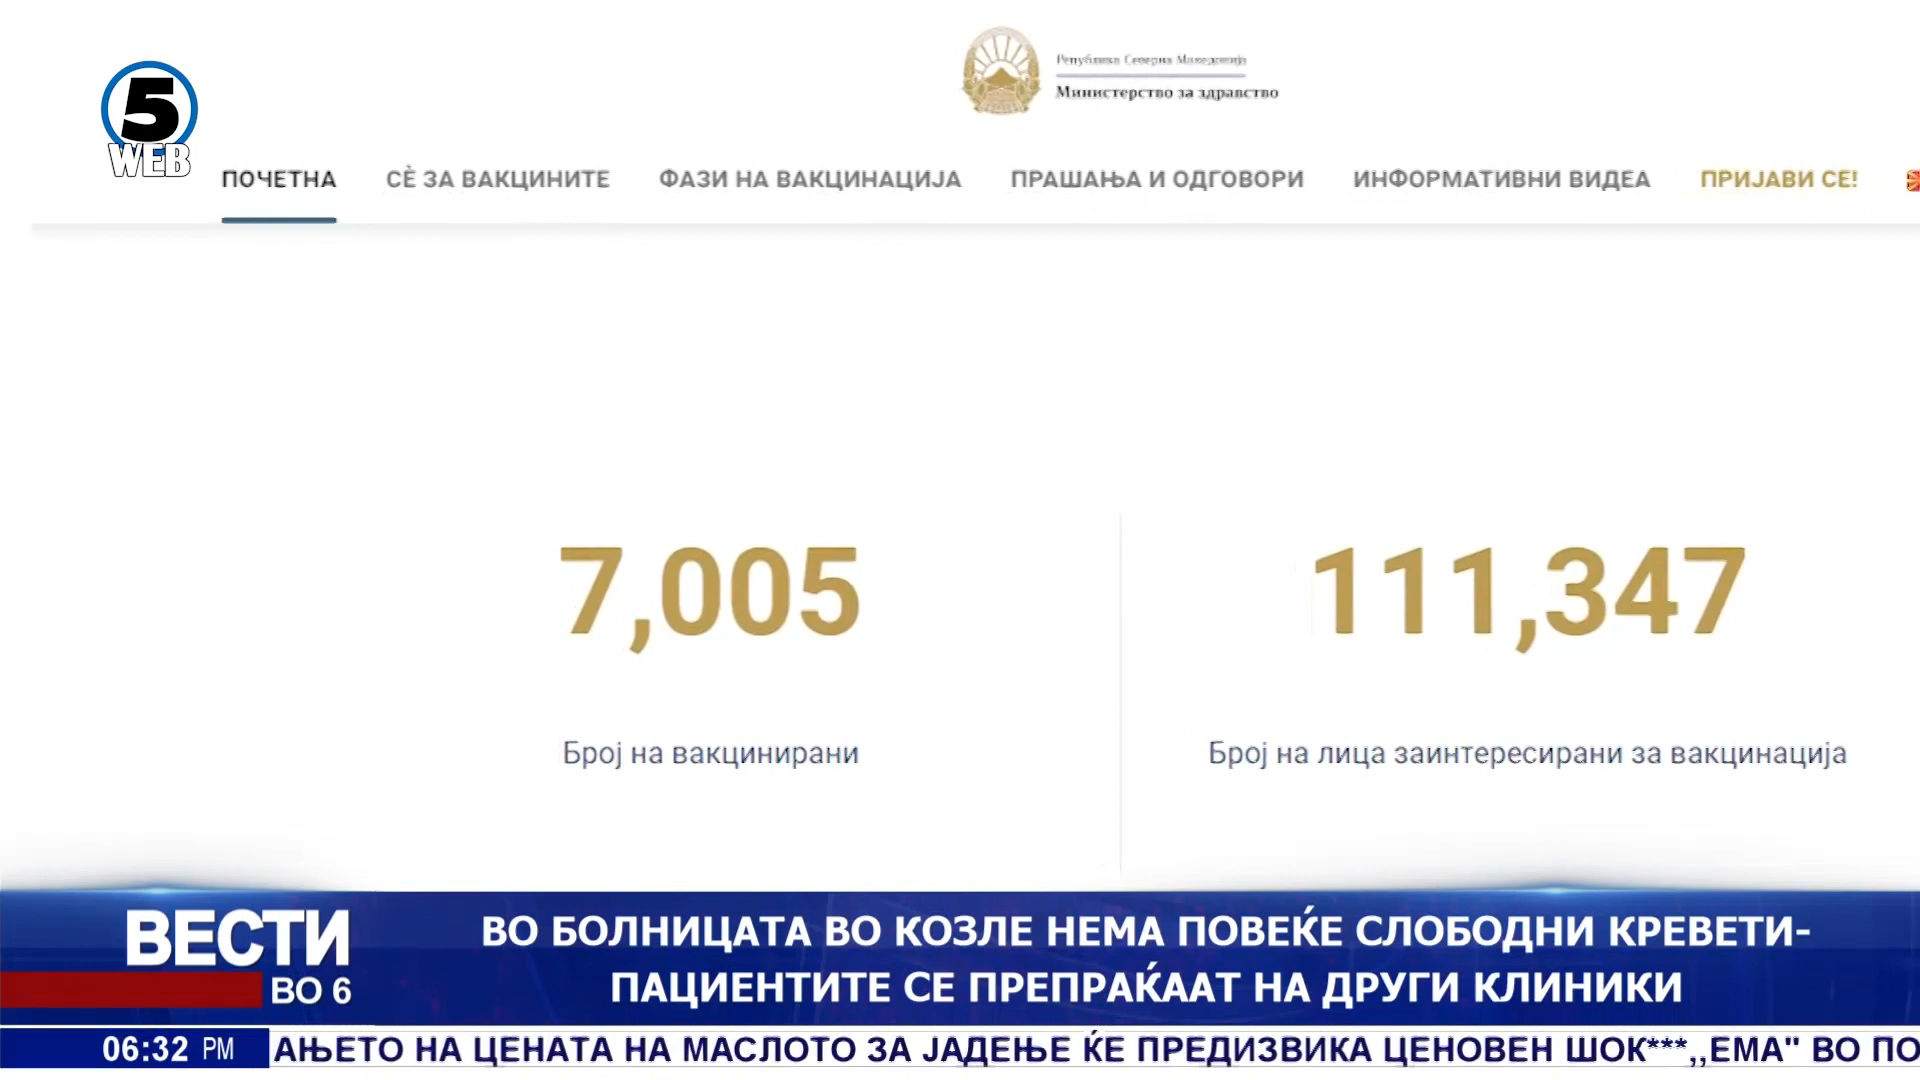 Република Северна Македонија
Министерство за здравство
5
WEB
ПОЧЕТНА СЀ ЗА ВАКЦИНИТЕ ФАЗИ НА ВАКЦИНАЦИЈА ПРАШАЊА И ОДГОВОРИ ИНФОРМАТИВНИ ВИДЕА ПРИЈАВИ СЕ!
7,005 111,347
Број на вакцинирани Број на лица заинтересирани за вакцинација
ВЕСТИ
ВО 6
ВО БОЛНИЦАТА ВО КОЗЛЕ НЕМА ПОВЕЌЕ СЛОБОДНИ КРЕВЕТИ-
ПАЦИЕНТИТЕ СЕ ПРЕПРАЌААТ НА ДРУГИ КЛИНИКИ
06:32 PM АЊЕТО НА ЦЕНАТА НА МАСЛОТО ЗА ЈАДЕЊЕ ЌЕ ПРЕДИЗВИКА ЦЕНОВЕН ШОК***,,ЕМА" ВО ПО